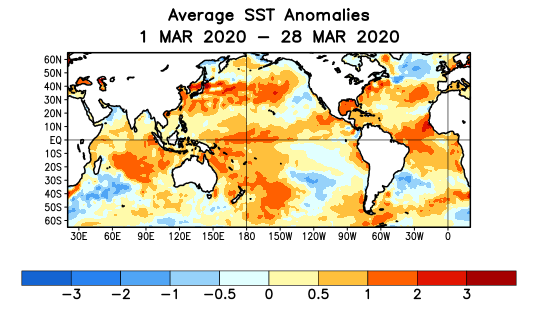 Average SST Anomalies
1 MAR 2020 – 28 MAR 2020
60N
50N
40N
30N
20N
10N
EQ
10S
20S
30S
40S
50S
60S
30E 60E 90E 120E 150E 180 150W 120W 90W 60W 30W 0
−3 −2 −1 −0.5 0 0.5 1 2 3